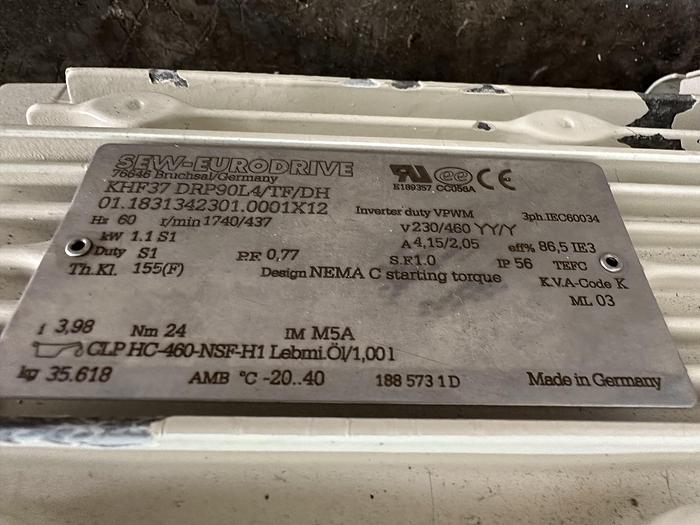 SEW-EURODRIVE
76646 Bruchsal/Germany
KHF37 DRP90L4/TF/DH
01.1831342301.0001X12
E189357 CC056A
Inverter duty VPWM 3ph.IEC60034
Hz 60 r/min 1740/437 V 230/460 YY/Y
kW 1.1 S1 A 4,15/2,05 eff% 86,5 IE3
Duty S1 P.F. 0,77 S.F.1.0 IP 56 TEFC
Th.Kl. 155(F) Design NEMA C starting torque K.V.A-Code K
ML 03
i 3,98 Nm 24 IM M5A
CLP HC-460-NSF-H1 Lebmi.Öl/1,00 l
kg 35.618 AMB °C -20..40 188 573 1 D Made in Germany